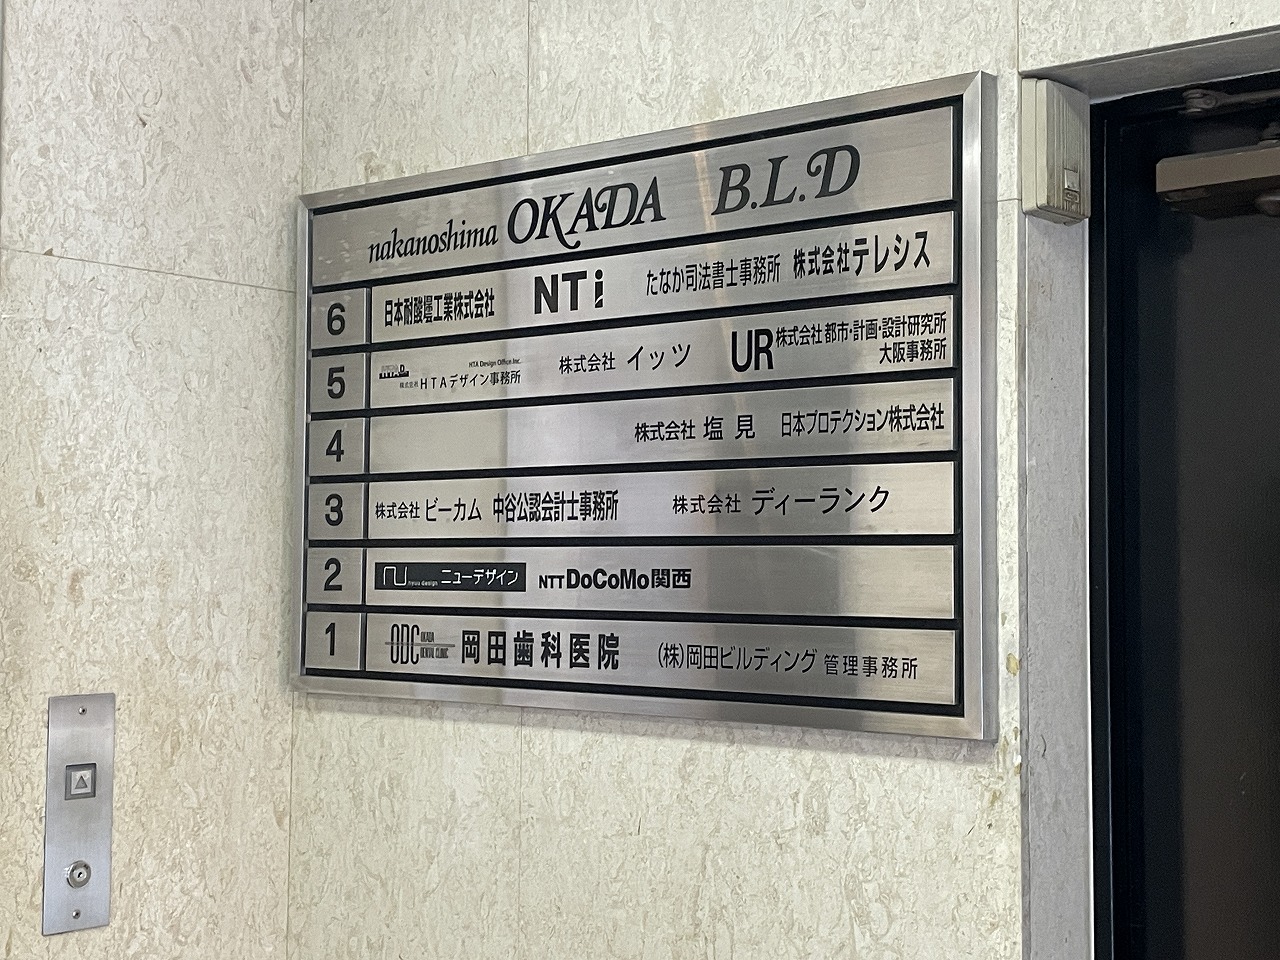 nakanoshima OKADA B.L.D
6 日本耐酸壜工業株式会社 NTi たなか司法書士事務所 株式会社テレシス
5 HTA Design Office.Inc. 株式会社HTAデザイン事務所 株式会社 イッツ UR 株式会社 都市・計画・設計研究所 大阪事務所
4 株式会社 塩見 日本プロテクション株式会社
3 株式会社 ビーカム 中谷公認会計士事務所 株式会社 ディーランク
2 new design ニューデザイン NTT DoCoMo関西
1 ODC OKADA DENTAL CLINIC 岡田歯科医院 (株)岡田ビルディング 管理事務所